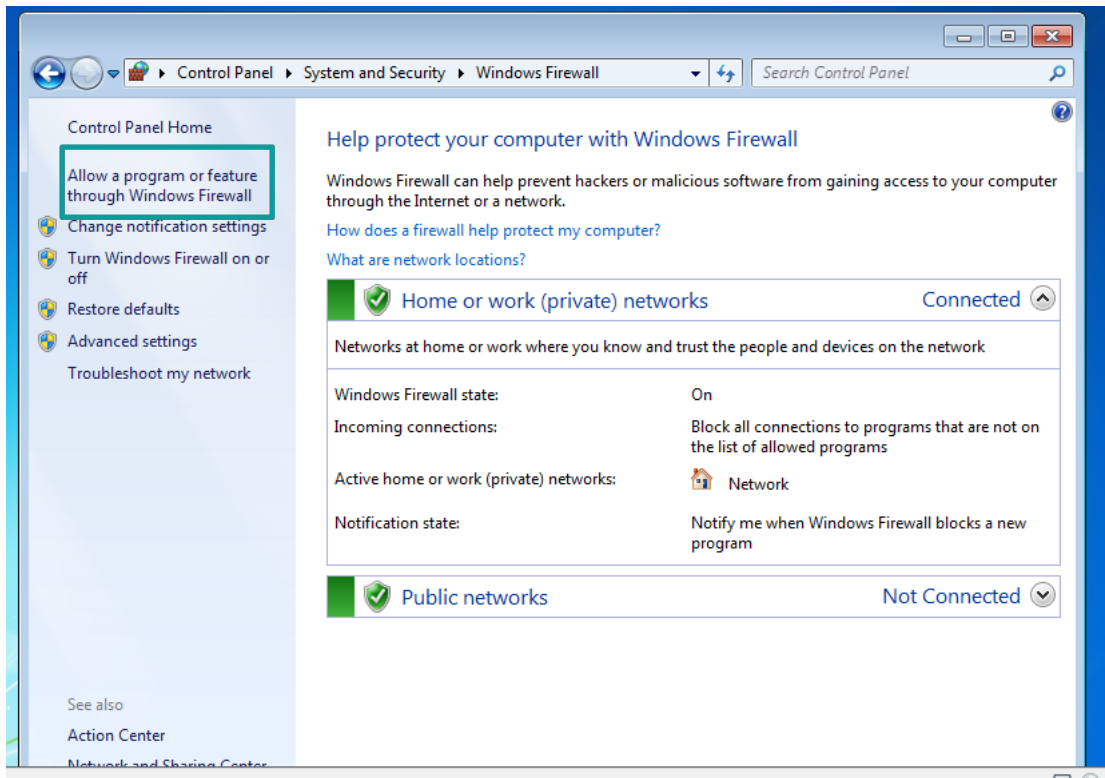 Control Panel ▸ System and Security ▸ Windows Firewall
Search Control Panel
Control Panel Home
Allow a program or feature
through Windows Firewall
Change notification settings
Turn Windows Firewall on or
off
Restore defaults
Advanced settings
Troubleshoot my network
See also
Action Center
Network and Sharing Center
Help protect your computer with Windows Firewall
Windows Firewall can help prevent hackers or malicious software from gaining access to your computer
through the Internet or a network.
How does a firewall help protect my computer?
What are network locations?
Home or work (private) networks Connected
Networks at home or work where you know and trust the people and devices on the network
Windows Firewall state: On
Incoming connections: Block all connections to programs that are not on
the list of allowed programs
Active home or work (private) networks: Network
Notification state: Notify me when Windows Firewall blocks a new
program
Public networks Not Connected